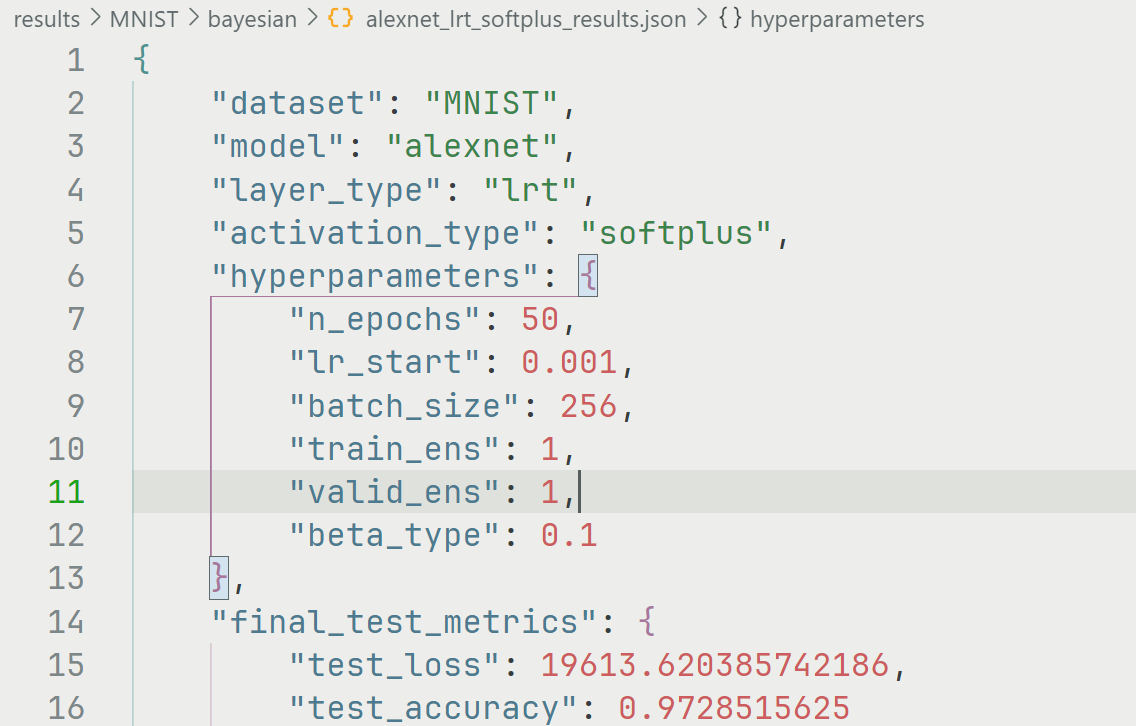 results > MNIST > bayesian > {} alexnet_lrt_softplus_results.json > {} hyperparameters
1 {
2 "dataset": "MNIST",
3 "model": "alexnet",
4 "layer_type": "lrt",
5 "activation_type": "softplus",
6 "hyperparameters": {
7 "n_epochs": 50,
8 "lr_start": 0.001,
9 "batch_size": 256,
10 "train_ens": 1,
11 "valid_ens": 1,
12 "beta_type": 0.1
13 },
14 "final_test_metrics": {
15 "test_loss": 19613.620385742186,
16 "test_accuracy": 0.9728515625